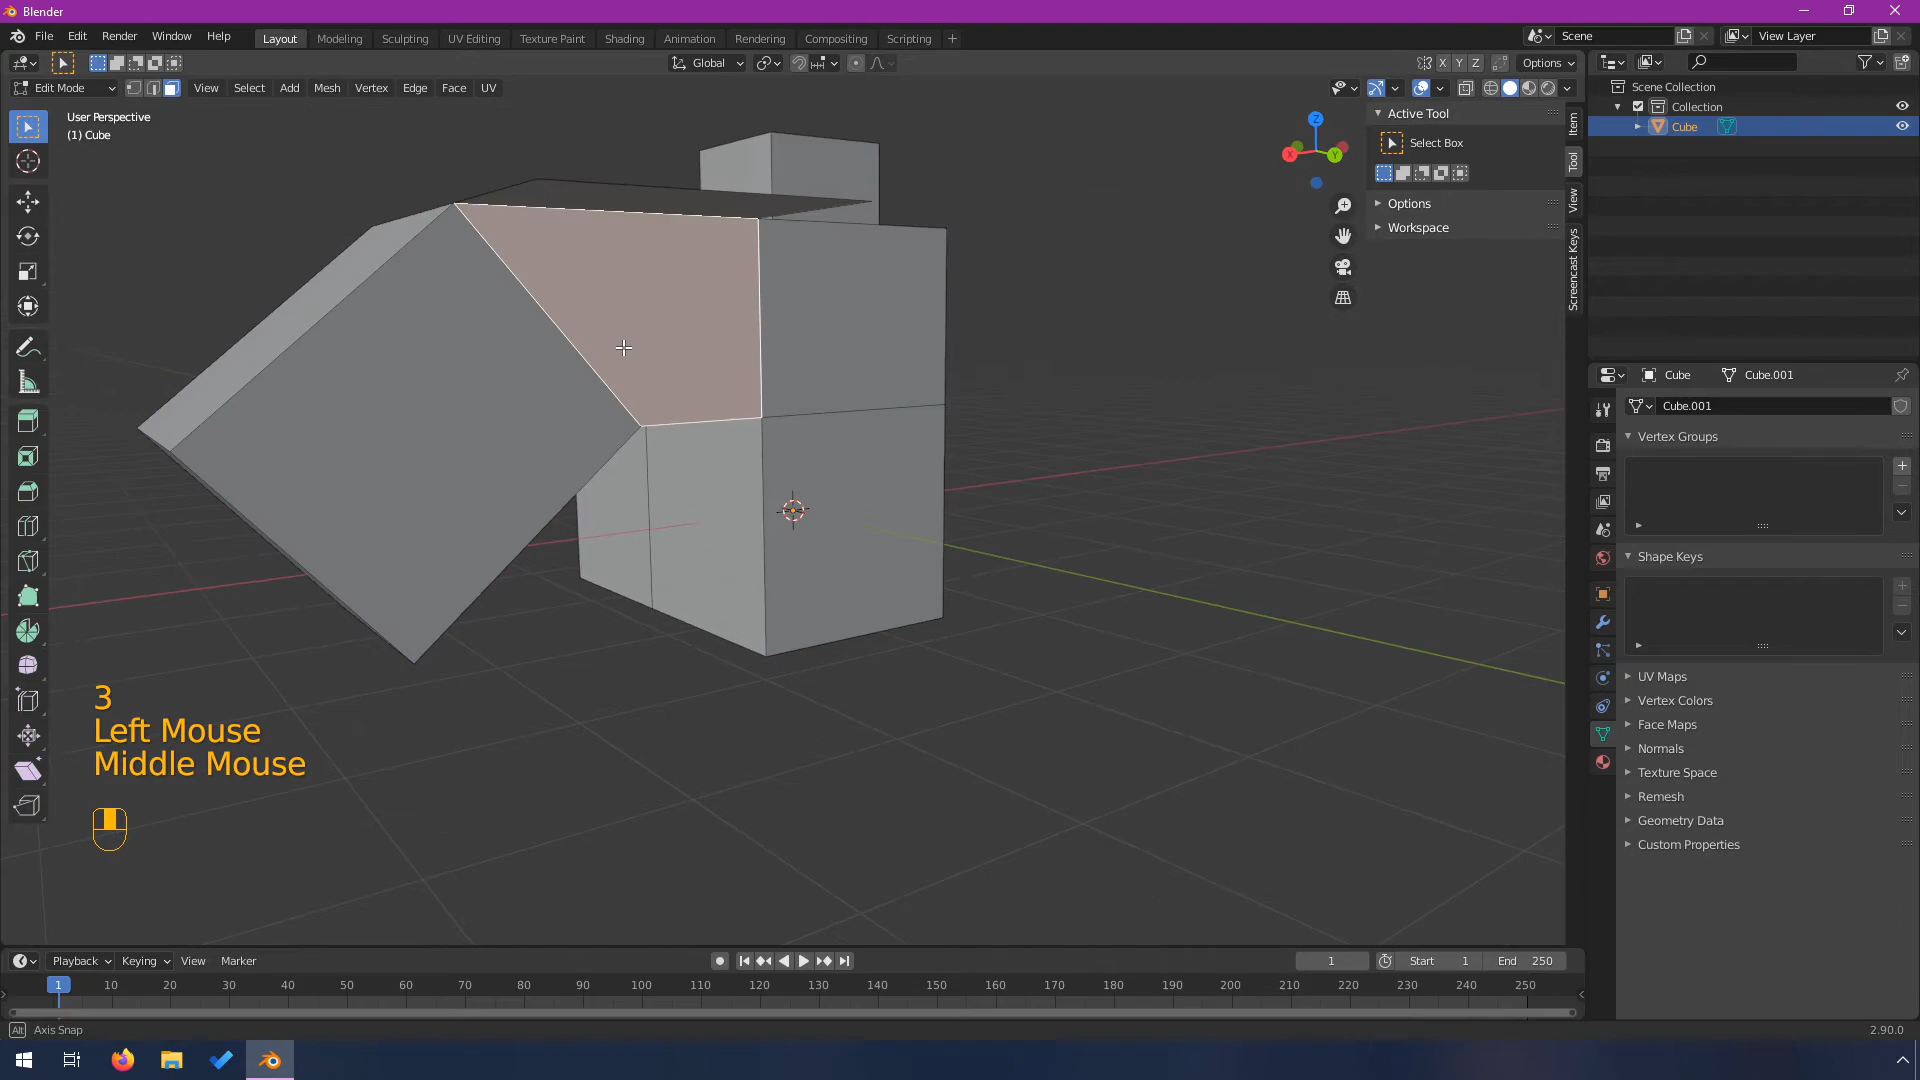 Blender
File Edit Render Window Help
Layout Modeling Sculpting UV Editing Texture Paint Shading Animation Rendering Compositing Scripting
Scene
View Layer
Global
X Y Z
Options
Edit Mode
View Select Add Mesh Vertex Edge Face UV
Scene Collection
Collection
Cube
User Perspective
(1) Cube
Z
X
Y
Active Tool
Select Box
Options
Workspace
Item
Tool
View
Screencast Keys
Cube
Cube.001
Cube.001
Vertex Groups
Shape Keys
UV Maps
Vertex Colors
Face Maps
Normals
Texture Space
Remesh
Geometry Data
Custom Properties
3
Left Mouse
Middle Mouse
Playback Keying View Marker
1
Start 1
End 250
1 10 20 30 40 50 60 70 80 90 100 110 120 130 140 150 160 170 180 190 200 210 220 230 240 250
Alt Axis Snap
2.90.0